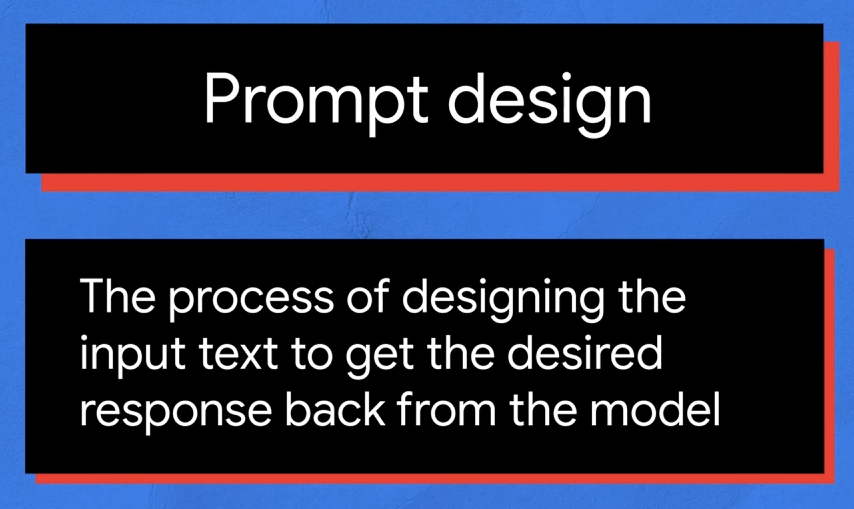 Prompt design
The process of designing the
input text to get the desired
response back from the model